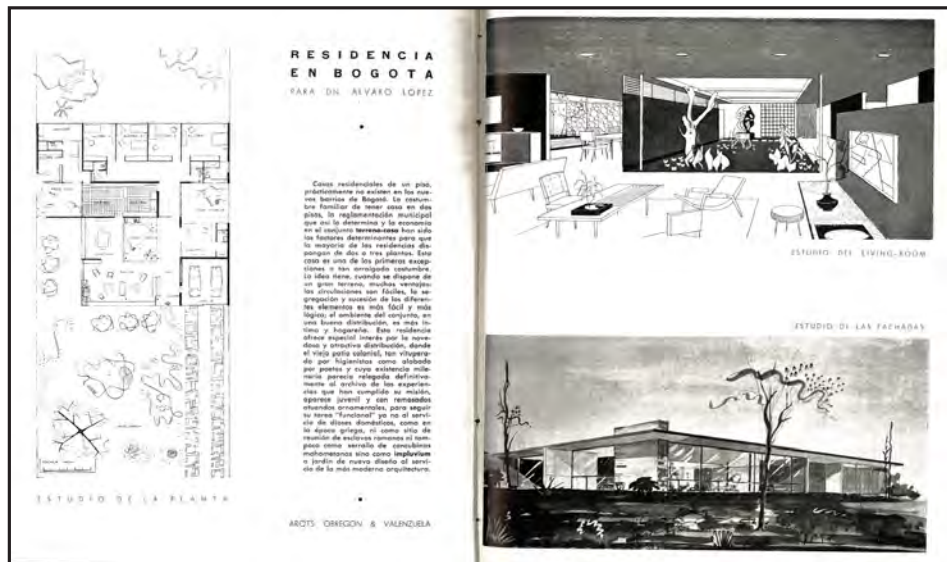 RESIDENCIA
EN BOGOTA
PARA DN. ALVARO LOPEZ
Casas residenciales de un piso,
prácticamente no existen en los nue-
vos barrios de Bogotá. La costum-
bre familiar de tener casa en dos
pisos, la reglamentación municipal
que así la determina y la economía
en el conjunto terreno-casa han sido
los factores determinantes para que
la mayoría de las residencias dis-
pongan de dos a tres plantas. Esta
casa es una de las primeras excep-
ciones a tan arraigada costumbre.
La idea tiene, cuando se dispone de
un gran terreno, muchas ventajas:
las circulaciones son fáciles, la se-
gregación y sucesión de los diferen-
tes elementos es más fácil y más
lógica; el ambiente del conjunto, en
una buena distribución, es más ín-
timo y hogareño. Esta residencia
ofrece especial interés por la nove-
dosa y atractiva distribución, donde
el viejo patio colonial, tan vitupera-
do por higienistas como alabado
por poetas y cuya existencia mile-
naria parecía relegada definitiva-
mente al archivo de las experien-
cias que han cumplido su misión,
aparece juvenil y con remozados
atuendos ornamentales, para seguir
su tarea "funcional" ya no al servi-
cio de dioses domésticos, como en
la época griega, ni como sitio de
reunión de esclavos romanos ni tam-
poco como serrallo de concubinas
mahometanas sino como impluvium
o jardín de nuevo diseño al servi-
cio de la más moderna arquitectura.
ARQTS. OBREGON & VALENZUELA
ESTUDIO DE LA PLANTA
ESTUDIO DEL LIVING-ROOM
ESTUDIO DE LAS FACHADAS